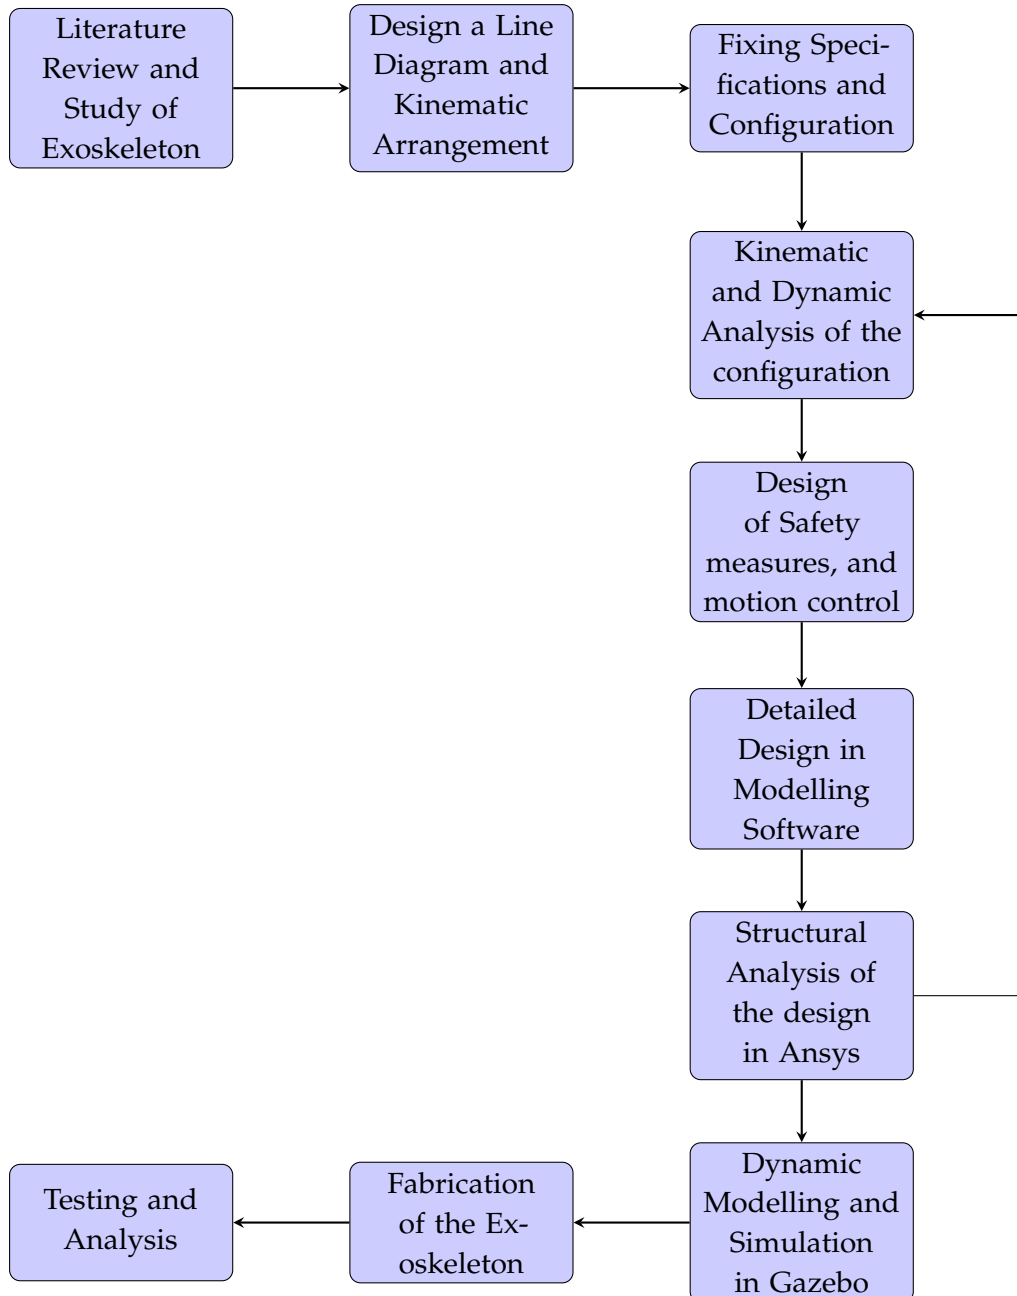 Literature
Review and
Study of
Exoskeleton
Design a Line
Diagram and
Kinematic
Arrangement
Fixing Speci-
fications and
Configuration
Kinematic
and Dynamic
Analysis of the
configuration
Design
of Safety
measures, and
motion control
Detailed
Design in
Modelling
Software
Structural
Analysis of
the design
in Ansys
Dynamic
Modelling and
Simulation
in Gazebo
Fabrication
of the Ex-
oskeleton
Testing and
Analysis